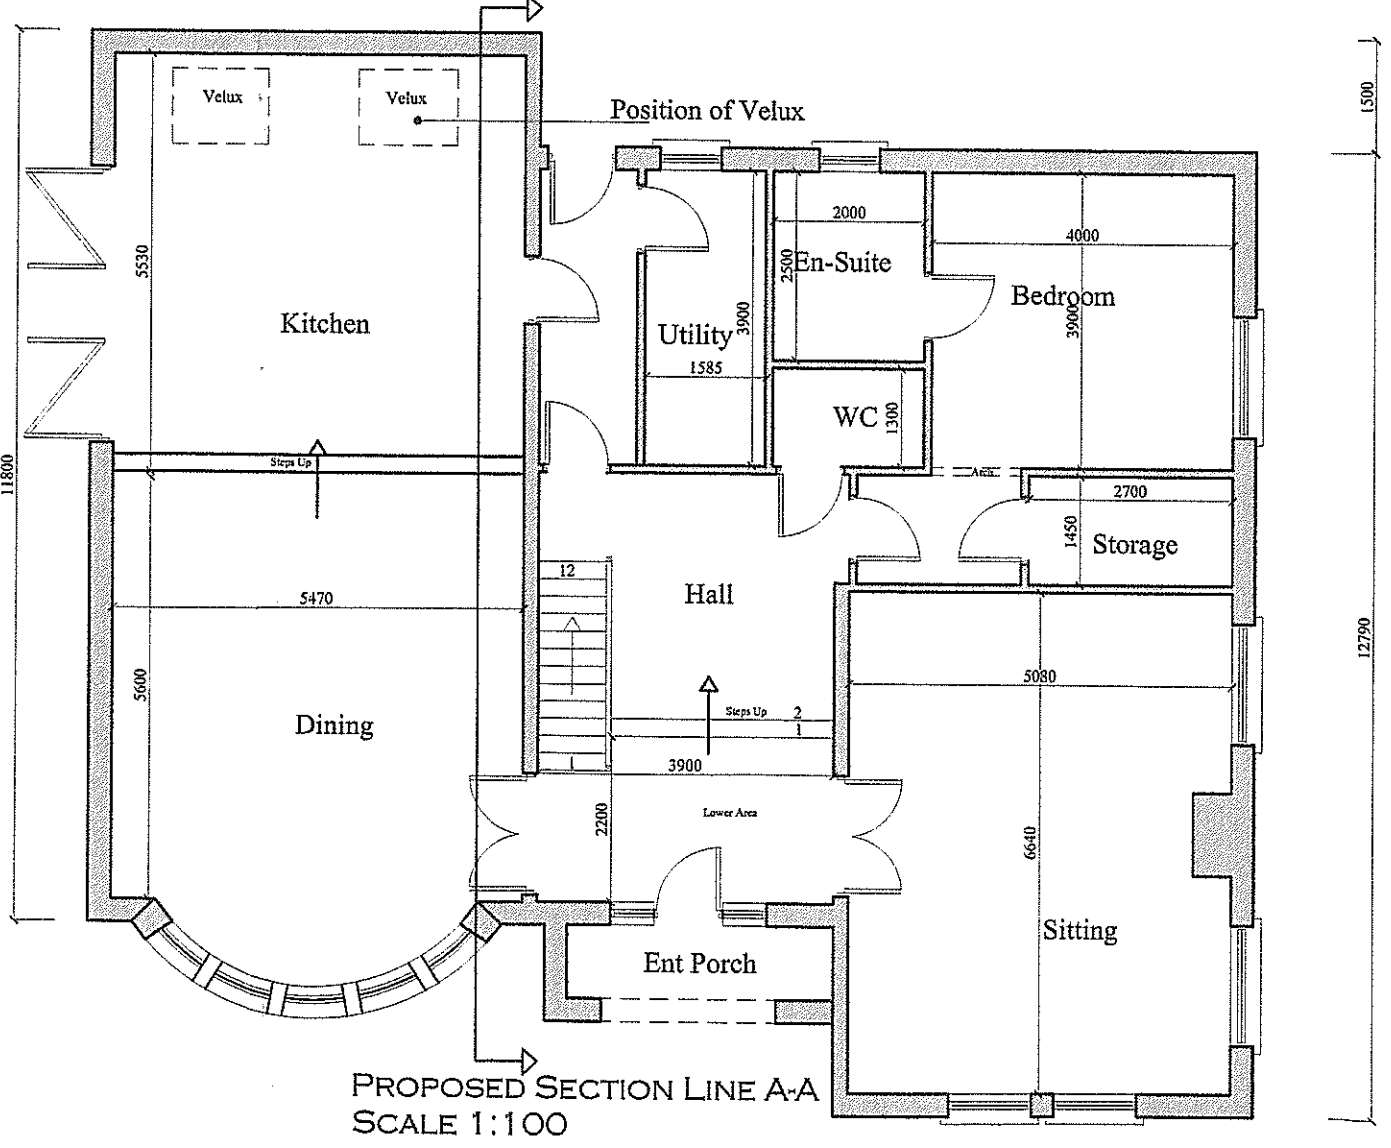 Velux
Velux
Position of Velux
1500
2000
4000
5530
2500
En-Suite
Bedroom
Kitchen
Utility
3900
3900
1585
WC
1300
11800
Steps Up
Arch
2700
1450
Storage
12
Hall
5470
12790
5600
5080
Dining
Steps Up
2
1
1
3900
2200
Lower Area
6640
Sitting
Ent Porch
PROPOSED SECTION LINE A-A
SCALE 1:100